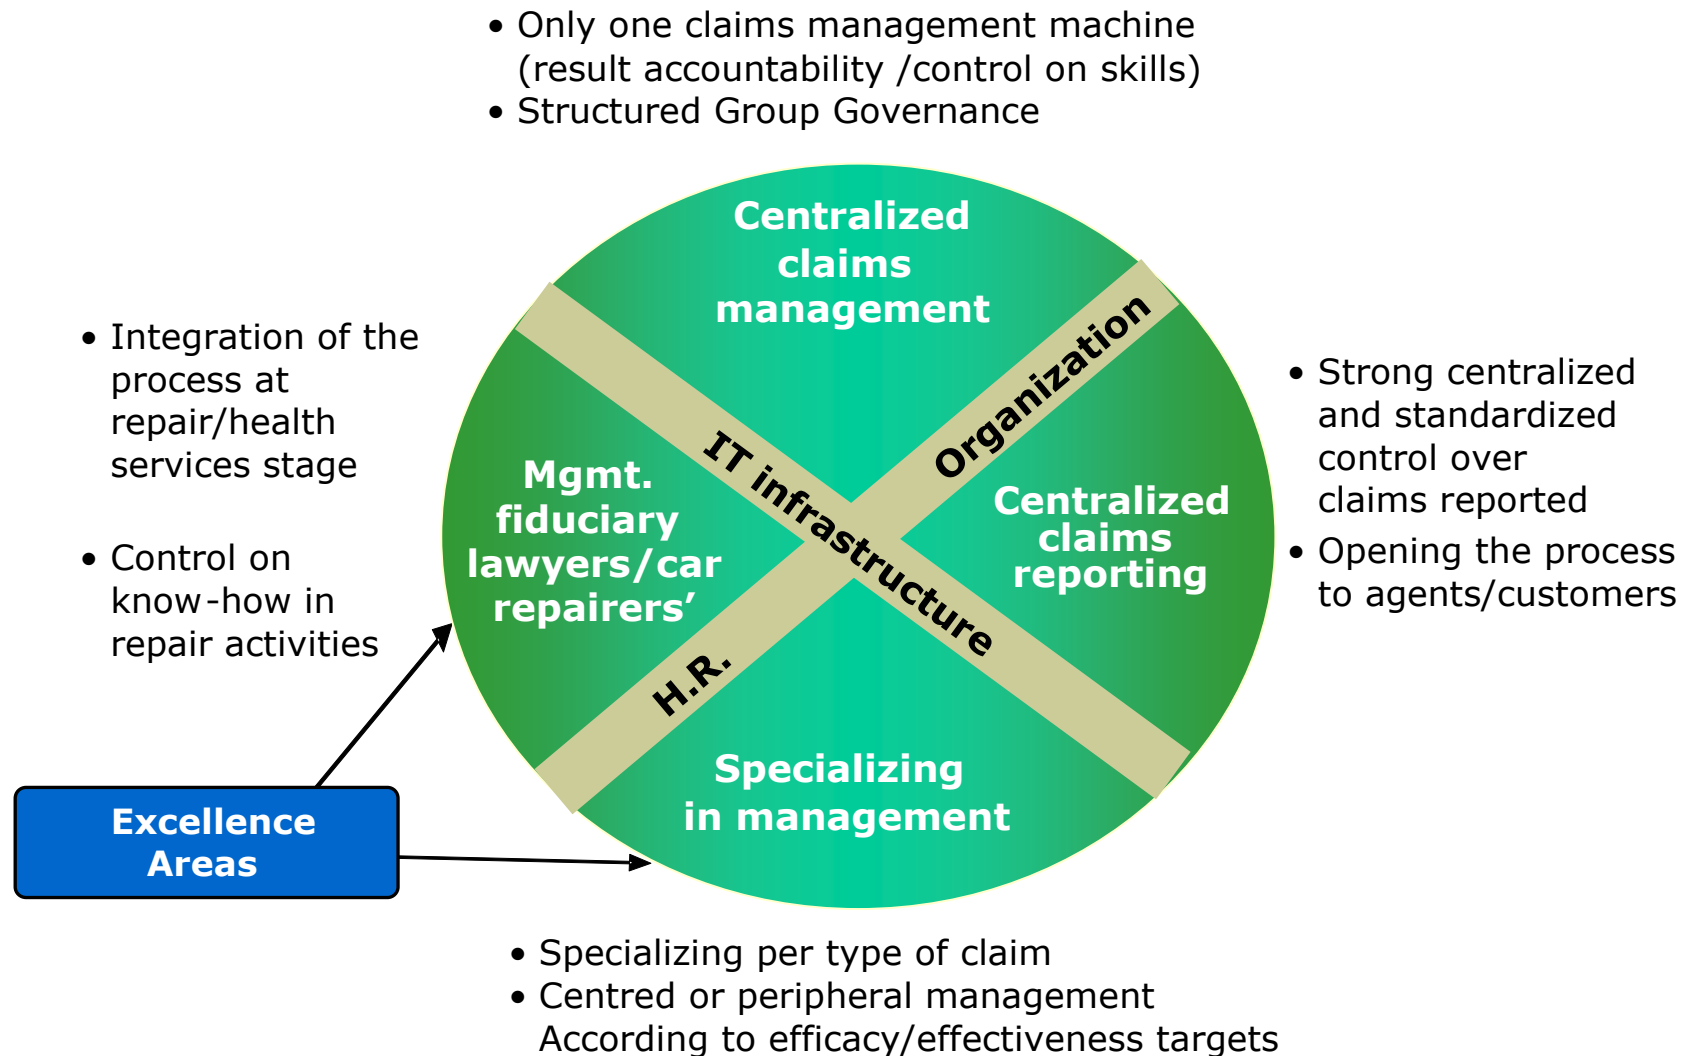 • Only one claims management machine
(result accountability /control on skills)
• Structured Group Governance
Centralized
claims
management
• Integration of the
process at
repair/health
services stage
• Control on
know-how in
repair activities
Mgmt.
fiduciary
lawyers/car
repairers’
IT infrastructure
Organization
H.R.
Centralized
claims
reporting
• Strong centralized
and standardized
control over
claims reported
• Opening the process
to agents/customers
Specializing
in management
Excellence
Areas
• Specializing per type of claim
• Centred or peripheral management
According to efficacy/effectiveness targets